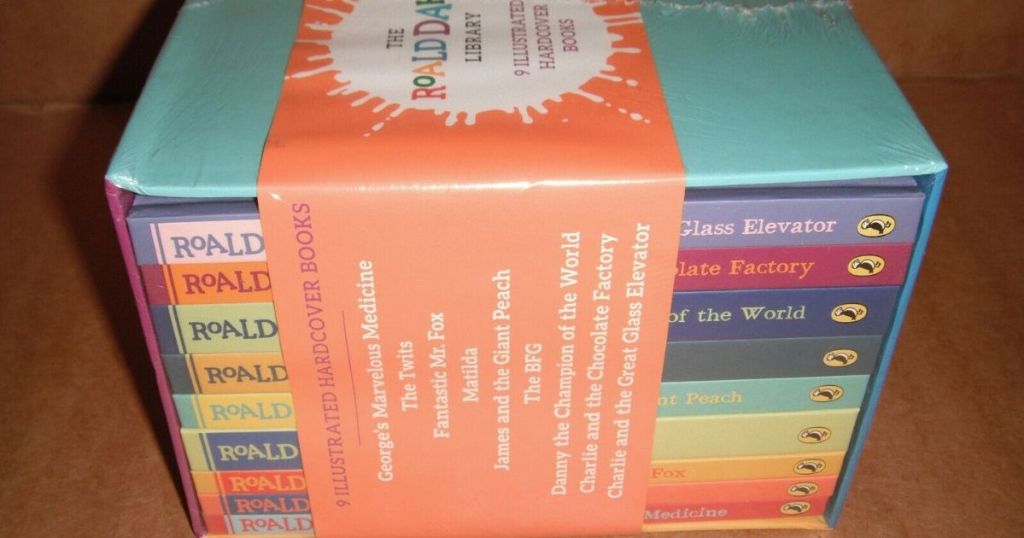 THE
ROALD DAHL
LIBRARY
9 ILLUSTRATED
HARDCOVER
BOOKS
9 ILLUSTRATED HARDCOVER BOOKS
George's Marvelous Medicine
The Twits
Fantastic Mr. Fox
Matilda
James and the Giant Peach
The BFG
Danny the Champion of the World
Charlie and the Chocolate Factory
Charlie and the Great Glass Elevator
ROALD Glass Elevator
ROALD late Factory
ROALD of the World
ROALD
ROALD nt Peach
ROALD
ROALD Fox
ROALD
ROALD Medicine